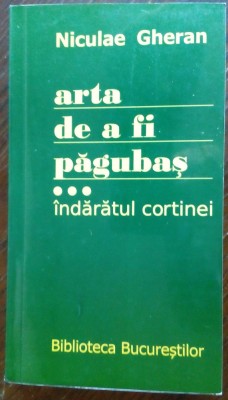 Niculae Gheran
arta
de a fi
păgubaş
•••
îndărătul cortinei
Biblioteca Bucureştilor